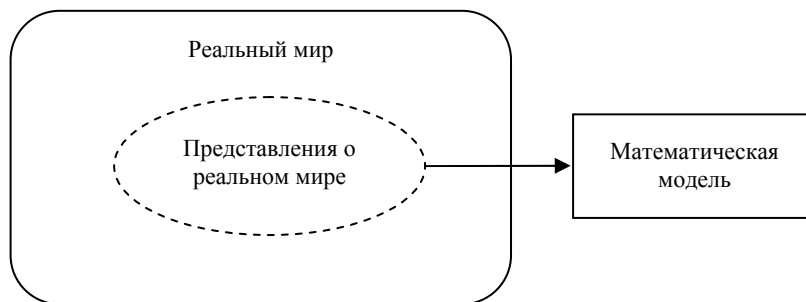 Реальный мир
Представления о
реальном мире
Математическая
модель